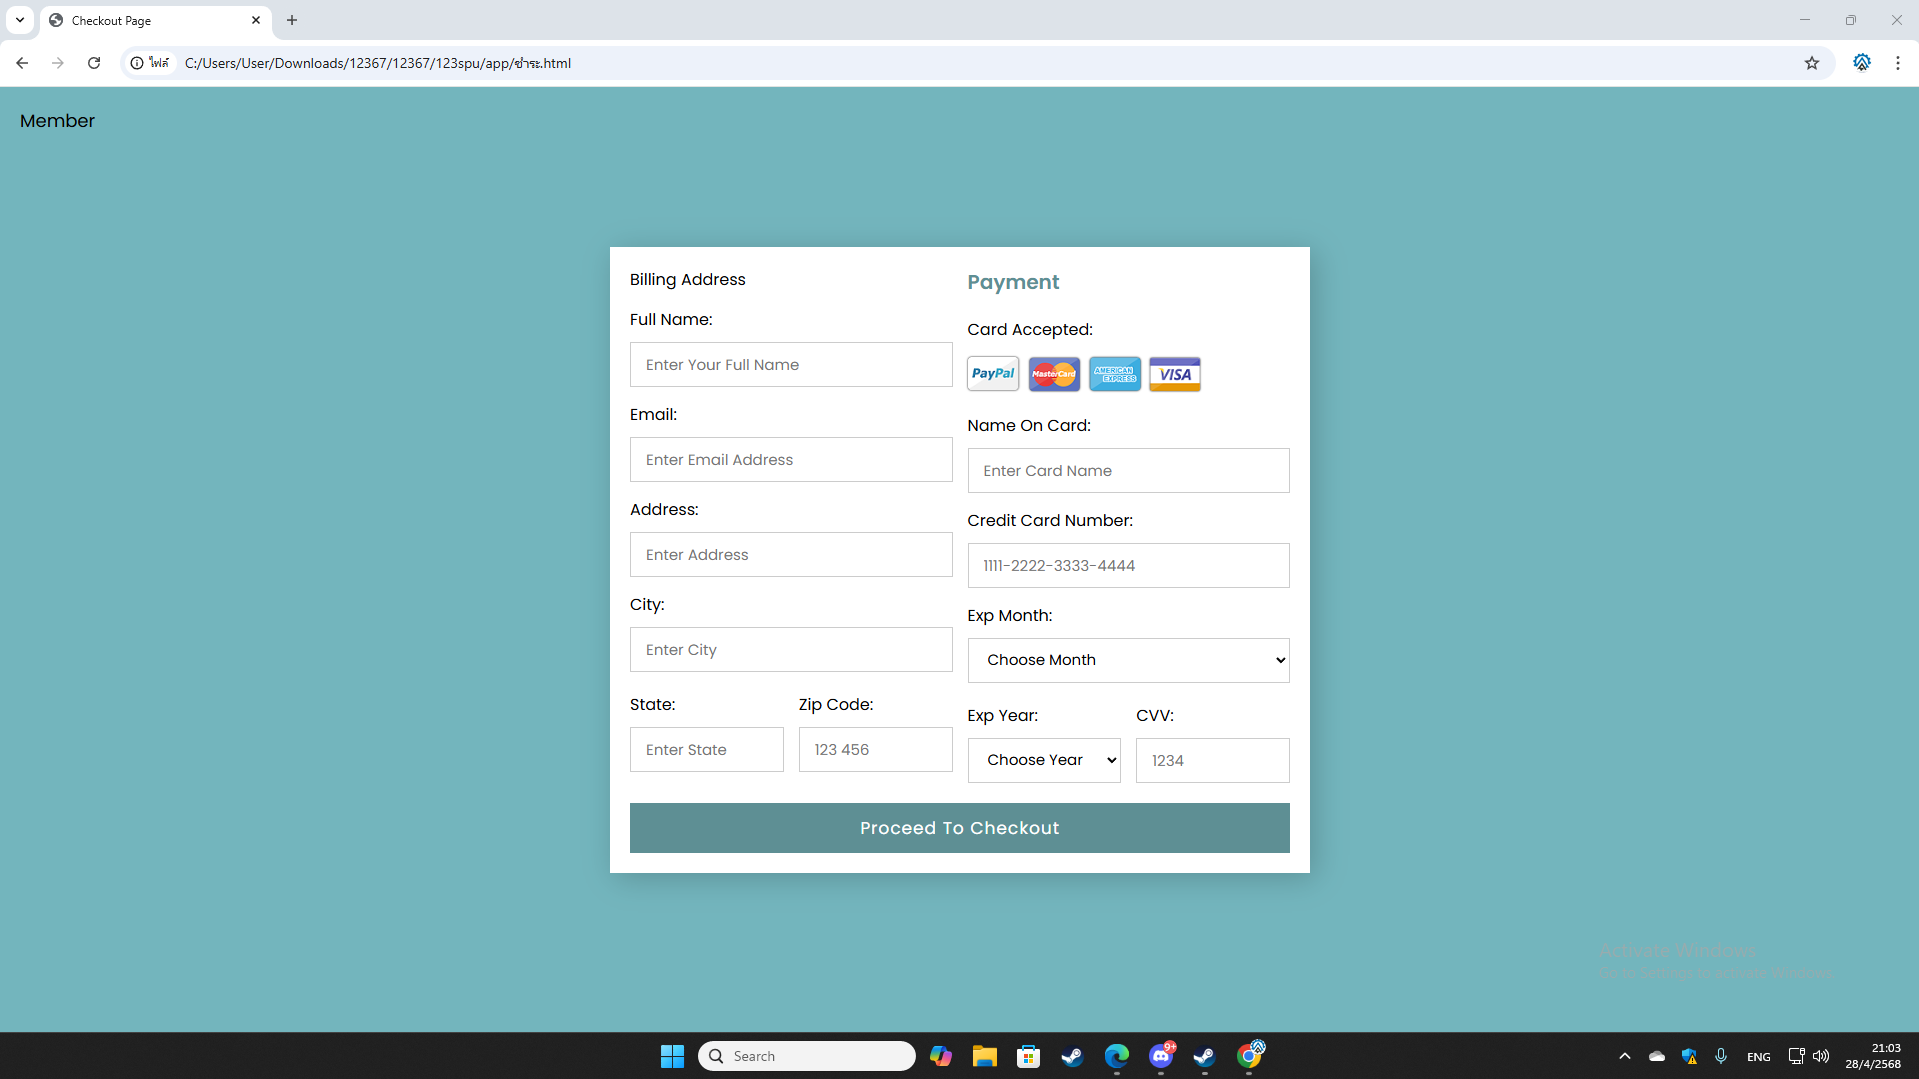 Checkout Page
ไฟล์
C:/Users/User/Downloads/12367/12367/123spu/app/ชำระ.html
Member
Billing Address
Full Name:
Enter Your Full Name
Email:
Enter Email Address
Address:
Enter Address
City:
Enter City
State:
Zip Code:
Enter State
123 456
Payment
Card Accepted:
PayPal
MasterCard
AMERICAN EXPRESS
VISA
Name On Card:
Enter Card Name
Credit Card Number:
1111-2222-3333-4444
Exp Month:
Choose Month
Exp Year:
CVV:
Choose Year
1234
Proceed To Checkout
Activate Windows
Go to Settings to activate Windows.
Search
9+
ENG
21:03
28/4/2568